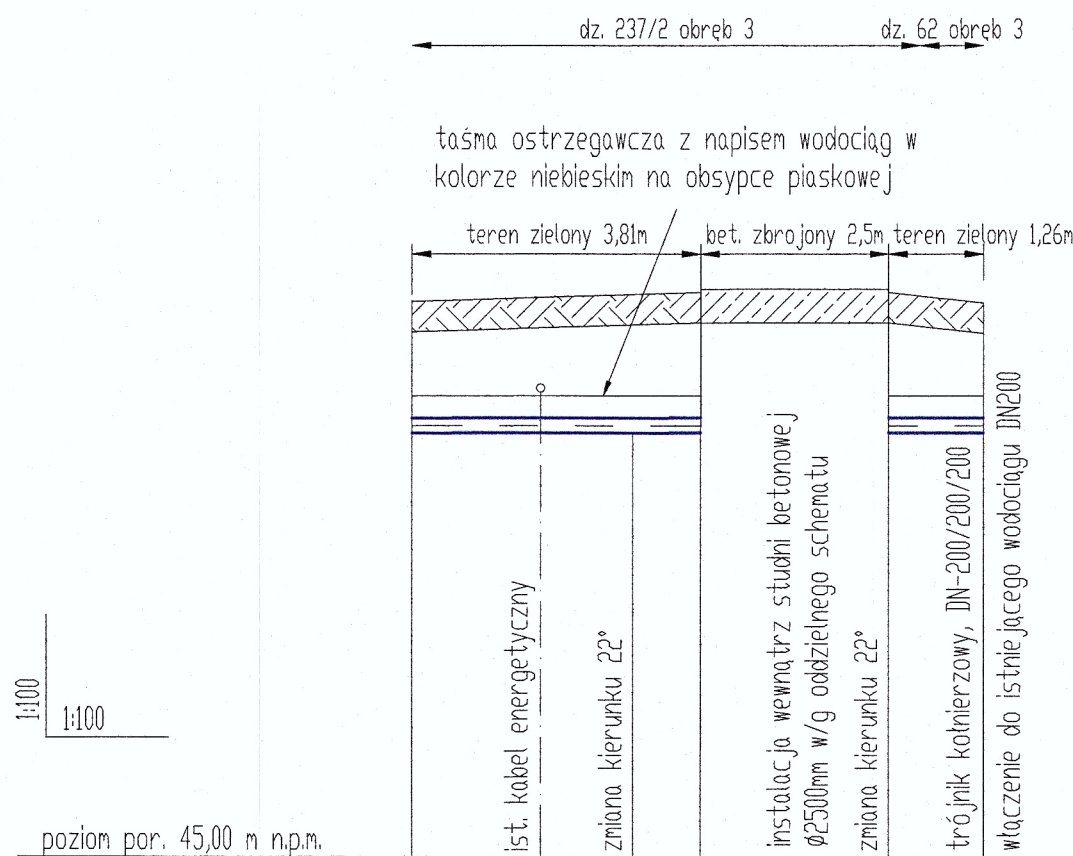 dz. 237/2 obręb 3
dz. 62 obręb 3
taśma ostrzegawcza z napisem wodociąg w
kolorze niebieskim na obsypce piaskowej
teren zielony 3,81m
bet. zbrojony 2,5m
teren zielony 1,26m
ist. kabel energetyczny
zmiana kierunku 22°
instalacja wewnątrz studni betonowej
Ø2500mm w/g oddzielnego schematu
zmiana kierunku 22°
trójnik kołnierzowy, DN-200/200/200
włączenie do istniejącego wodociągu DN200
1:100
1:100
poziom por. 45,00 m n.p.m.